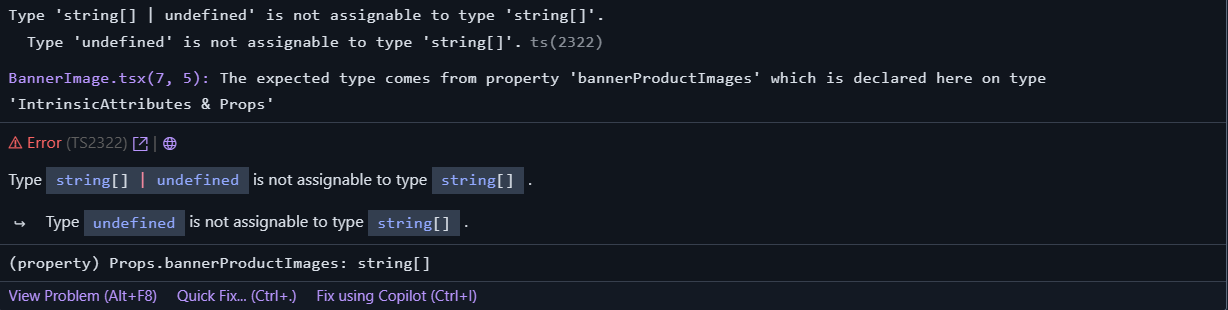 Type 'string[] | undefined' is not assignable to type 'string[]'.
Type 'undefined' is not assignable to type 'string[]'. ts(2322)
BannerImage.tsx(7, 5): The expected type comes from property 'bannerProductImages' which is declared here on type
'IntrinsicAttributes & Props'
Error (TS2322) |
Type string[] | undefined is not assignable to type string[] .
↪ Type undefined is not assignable to type string[] .
(property) Props.bannerProductImages: string[]
View Problem (Alt+F8) Quick Fix... (Ctrl+.) Fix using Copilot (Ctrl+I)